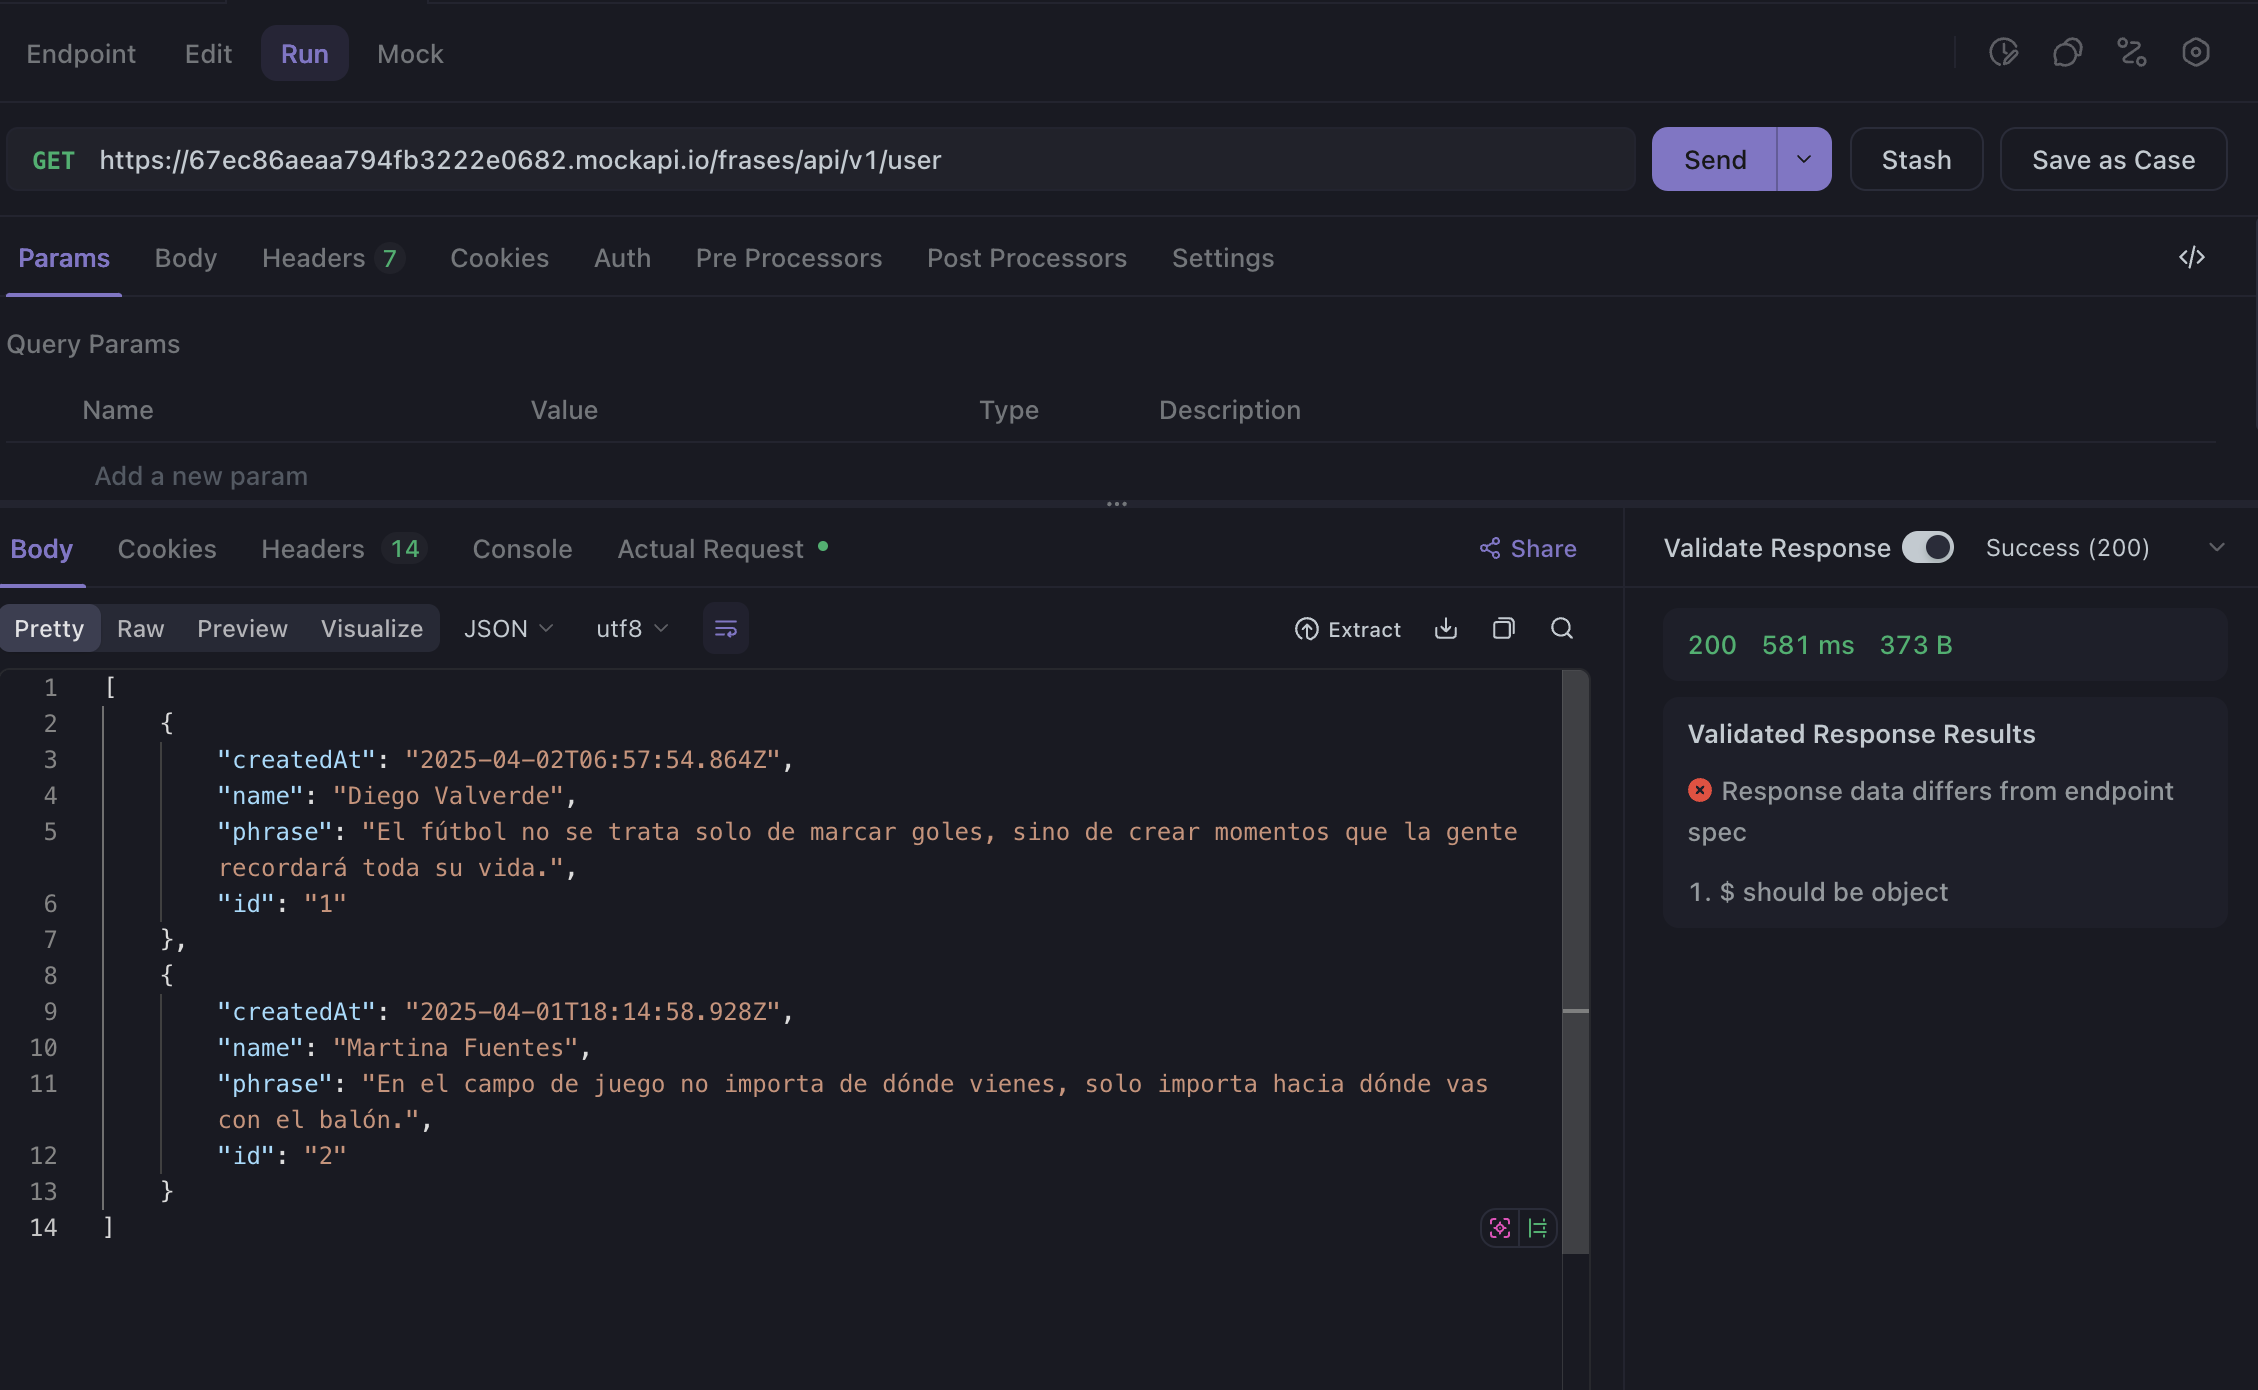 Endpoint Edit Run Mock
GET https://67ec86aeaa794fb3222e0682.mockapi.io/frases/api/v1/user Send Stash Save as Case
Params Body Headers 7 Cookies Auth Pre Processors Post Processors Settings
Query Params
Name Value Type Description
Add a new param
Body Cookies Headers 14 Console Actual Request Share
Pretty Raw Preview Visualize JSON utf8 Extract
1 [
2 {
3 "createdAt": "2025-04-02T06:57:54.864Z",
4 "name": "Diego Valverde",
5 "phrase": "El fútbol no se trata solo de marcar goles, sino de crear momentos que la gente
recordará toda su vida.",
6 "id": "1"
7 },
8 {
9 "createdAt": "2025-04-01T18:14:58.928Z",
10 "name": "Martina Fuentes",
11 "phrase": "En el campo de juego no importa de dónde vienes, solo importa hacia dónde vas
con el balón.",
12 "id": "2"
13 }
14 ]
Validate Response Success (200)
200 581 ms 373 B
Validated Response Results
Response data differs from endpoint
spec
1. $ should be object